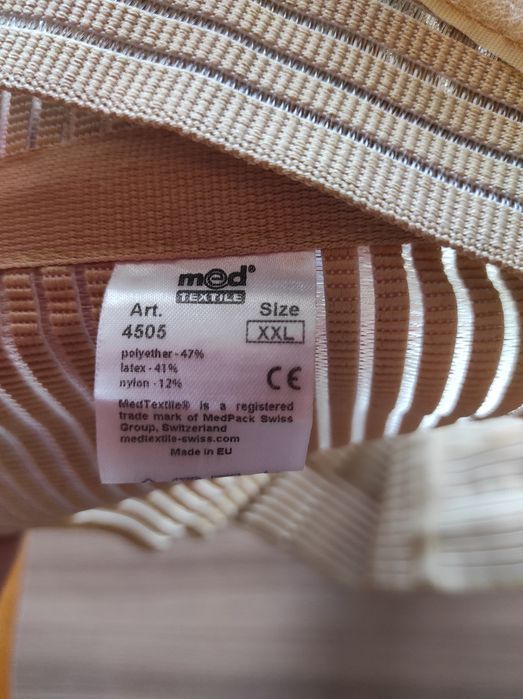 med®
TEXTILE
Art. Size
4505 XXL
polyether - 47%
latex - 41%
nylon - 12%
CE
MedTextile® is a registered
trade mark of MedPack Swiss
Group, Switzerland
medtextile-swiss.com
Made in EU